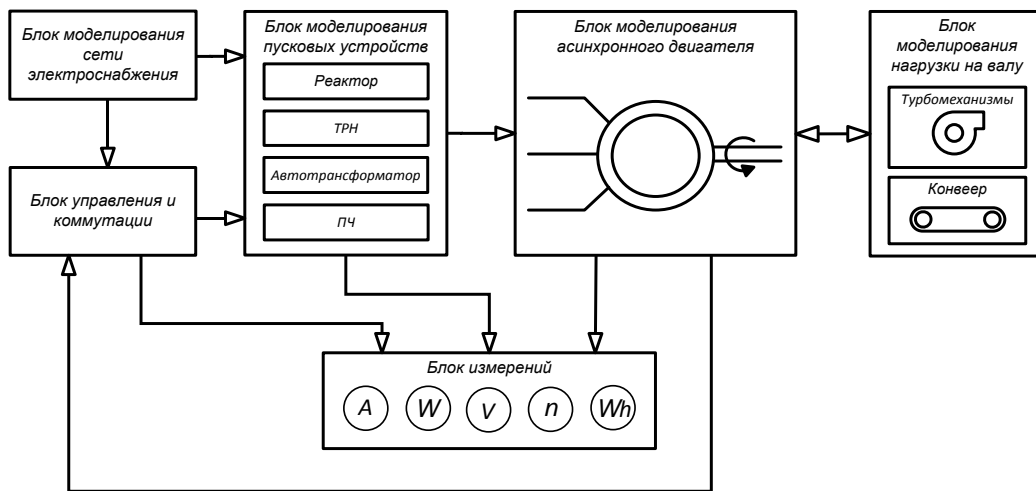 Блок моделирования
сети
электроснабжения
Блок управления и
коммутации
Блок моделирования
пусковых устройств
Реактор
ТРН
Автотрансформатор
ПЧ
Блок моделирования
асинхронного двигателя
Блок
моделирования
нагрузки на валу
Турбомеханизмы
Конвеер
Блок измерений
A W V n Wh